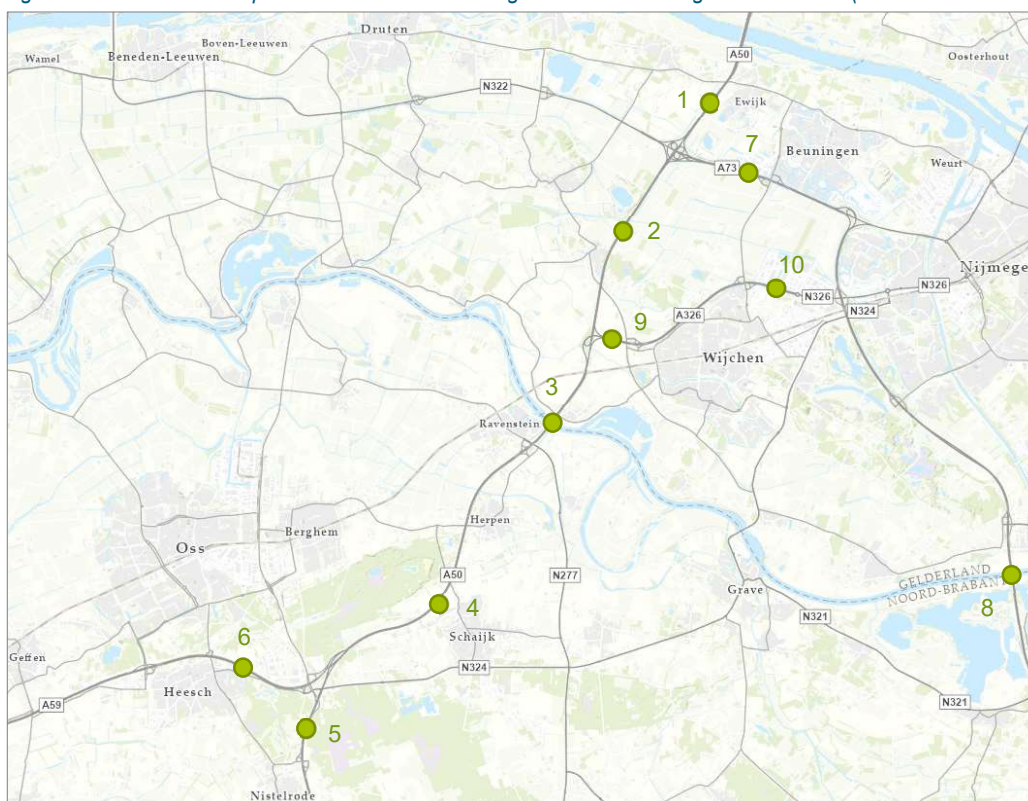 Druten
Boven-Leeuwen
Wamel
Beneden-Leeuwen
A50
Oosterhout
N322
1
Ewijk
7
Beuningen
A73
Weurt
2
10
Nijmege
N326
N326
A326
N324
9
Wijchen
3
Ravenstein
Herpen
Berghem
Oss
A50
N277
GELDERLAND
NOORD-BRABANT
Grave
8
4
N321
Schaijk
6
Geffen
N324
Heesch
A59
N321
5
Nistelrode